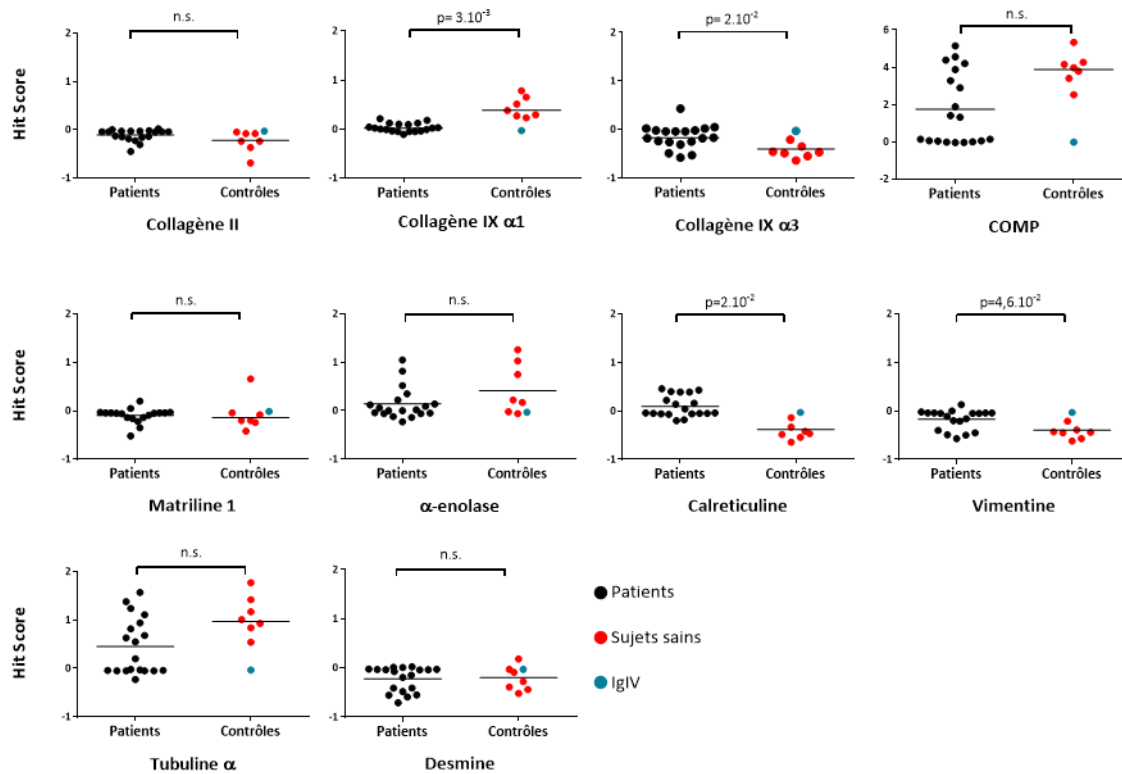 n.s.
p= 3.10⁻³
p= 2.10⁻²
n.s.
Hit Score
2
1
0
-1
2
1
0
-1
2
1
0
-1
6
4
2
0
-2
Patients Contrôles
Patients Contrôles
Patients Contrôles
Patients Contrôles
Collagène II
Collagène IX α1
Collagène IX α3
COMP
n.s.
n.s.
p=2.10⁻²
p=4,6.10⁻²
Hit Score
2
1
0
-1
2
1
0
-1
2
1
0
-1
2
1
0
-1
Patients Contrôles
Patients Contrôles
Patients Contrôles
Patients Contrôles
Matriline 1
α-enolase
Calreticuline
Vimentine
n.s.
n.s.
Hit Score
2
1
0
-1
2
1
0
-1
Patients Contrôles
Patients Contrôles
Tubuline α
Desmine
Patients
Sujets sains
IgIV